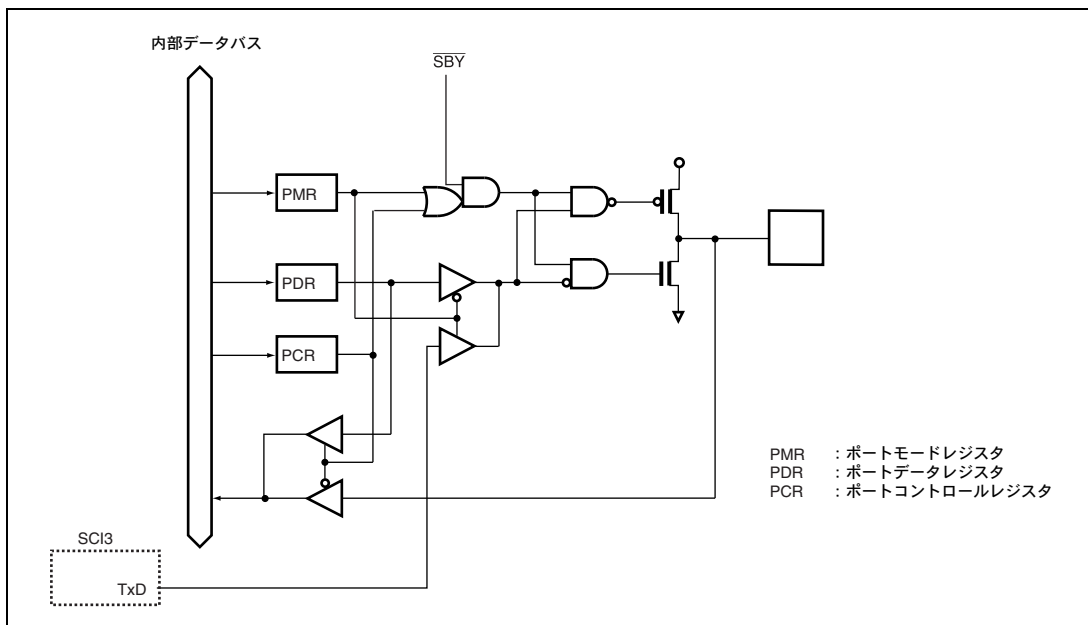 内部データバス
SBY
PMR
PDR
PCR
PMR : ポートモードレジスタ
PDR : ポートデータレジスタ
PCR : ポートコントロールレジスタ
SCI3
TxD